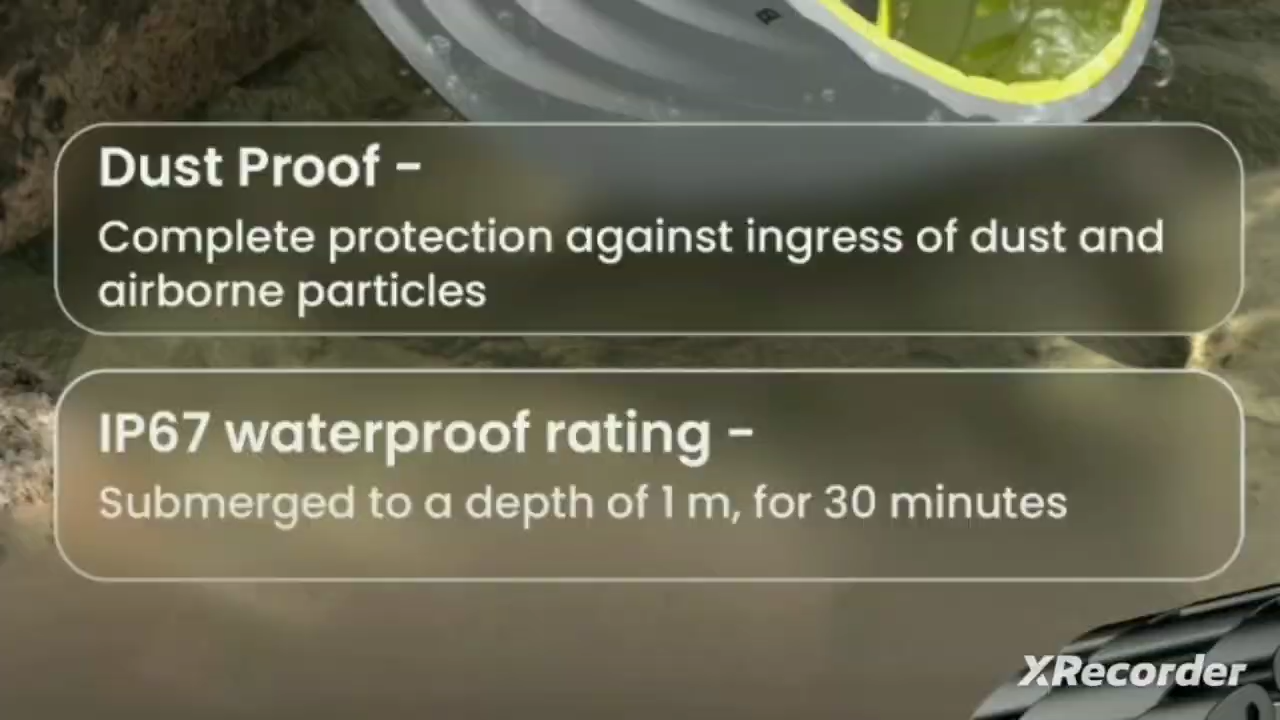 Dust Proof -
Complete protection against ingress of dust and
airborne particles
IP67 waterproof rating -
Submerged to a depth of 1 m, for 30 minutes
XRecorder